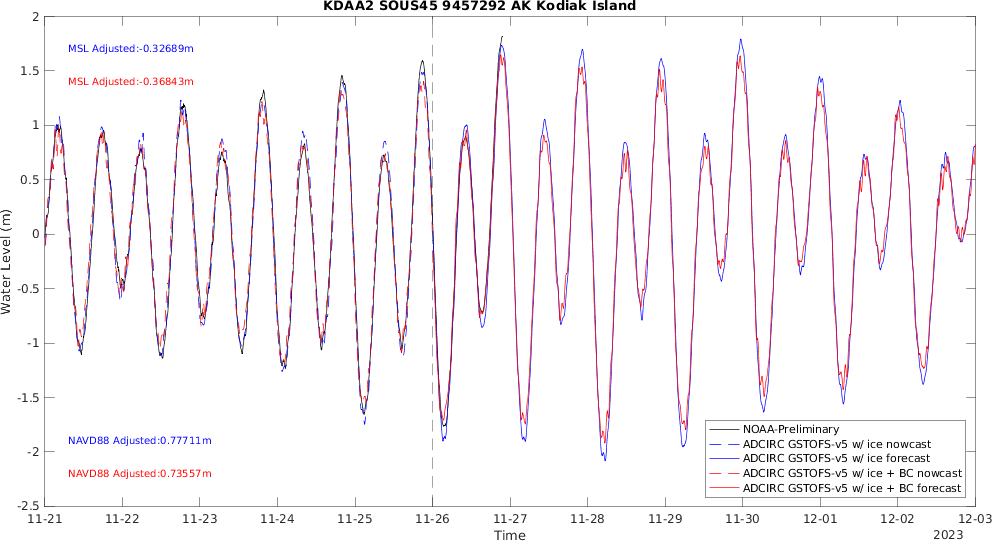 KDAA2 SOUS45 9457292 AK Kodiak Island
MSL Adjusted:-0.32689m
MSL Adjusted:-0.36843m
NAVD88 Adjusted:0.77711m
NAVD88 Adjusted:0.73557m
Water Level (m)
2
1.5
1
0.5
0
-0.5
-1
-1.5
-2
-2.5
NOAA-Preliminary
ADCIRC GSTOFS-v5 w/ ice nowcast
ADCIRC GSTOFS-v5 w/ ice forecast
ADCIRC GSTOFS-v5 w/ ice + BC nowcast
ADCIRC GSTOFS-v5 w/ ice + BC forecast
11-21 11-22 11-23 11-24 11-25 11-26 11-27 11-28 11-29 11-30 12-01 12-02 12-03
Time
2023